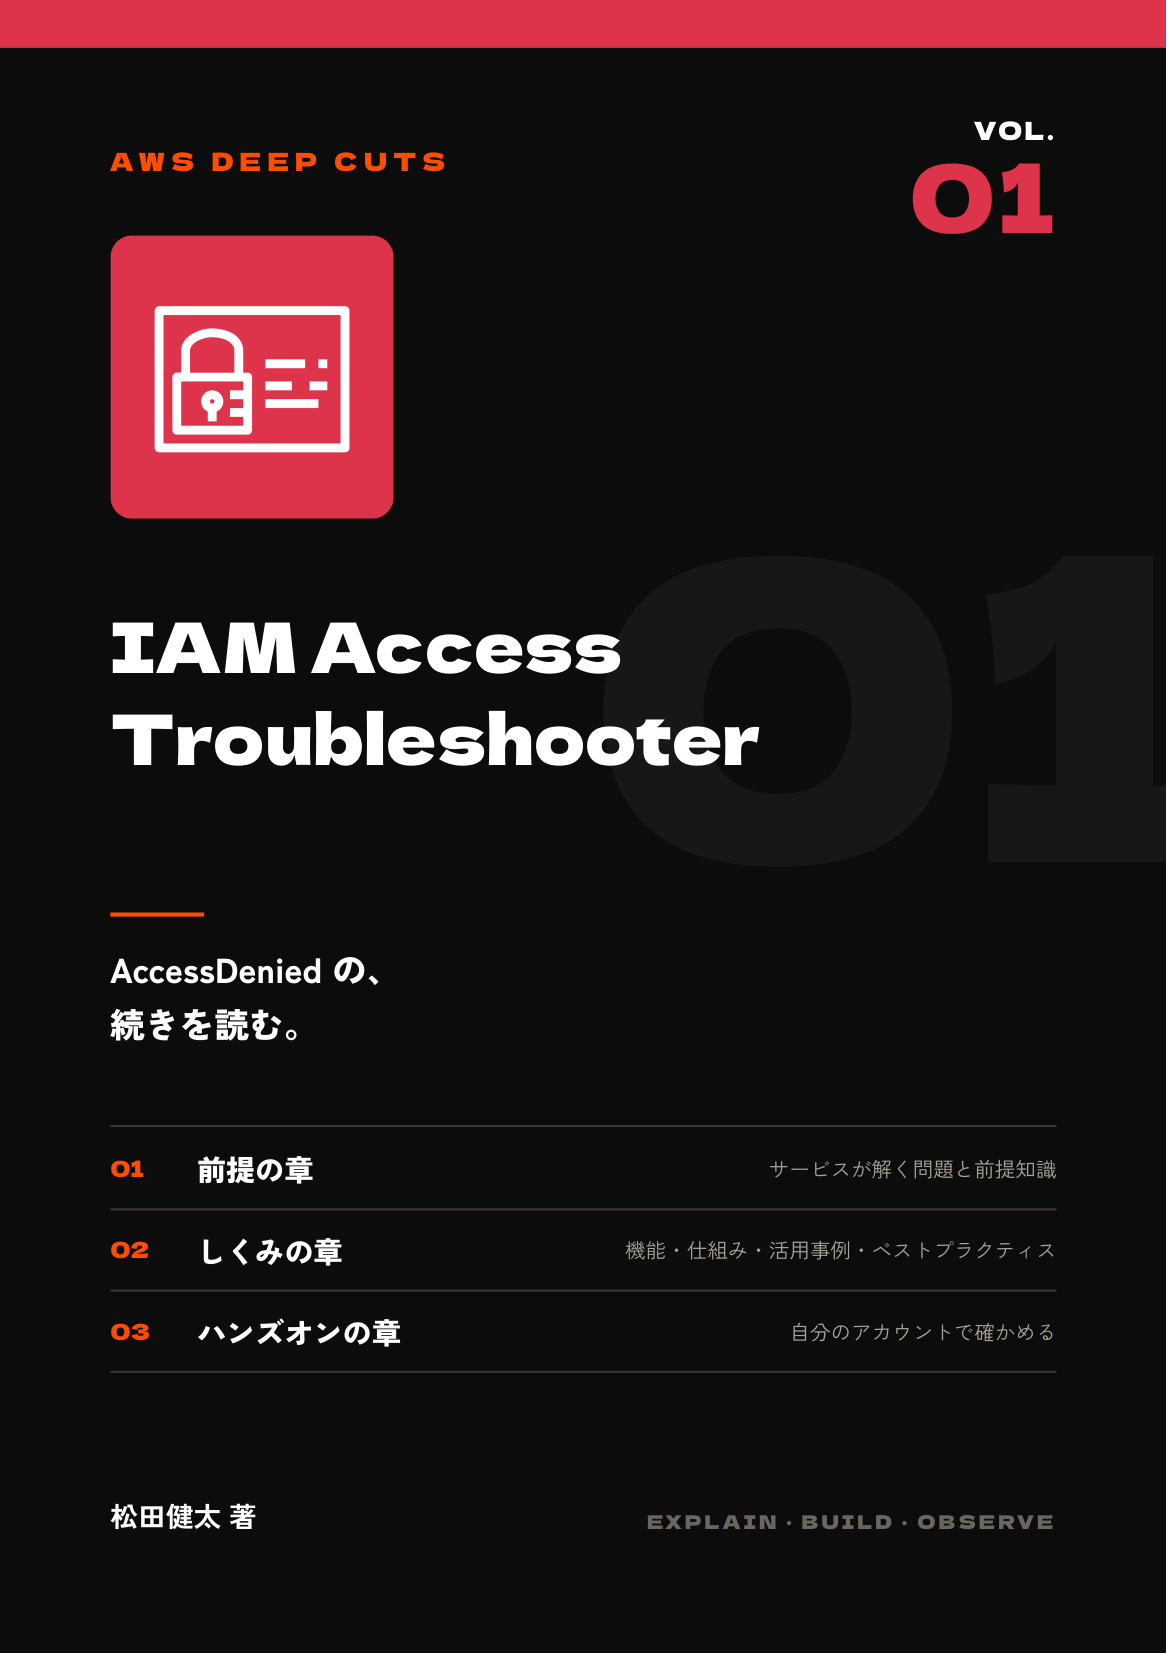 VOL.
AWS DEEP CUTS
01
01
IAM Access
Troubleshooter
AccessDenied の、
続きを読む。
01 前提の章 サービスが解く問題と前提知識
02 しくみの章 機能・仕組み・活用事例・ベストプラクティス
03 ハンズオンの章 自分のアカウントで確かめる
松田健太 著
EXPLAIN · BUILD · OBSERVE